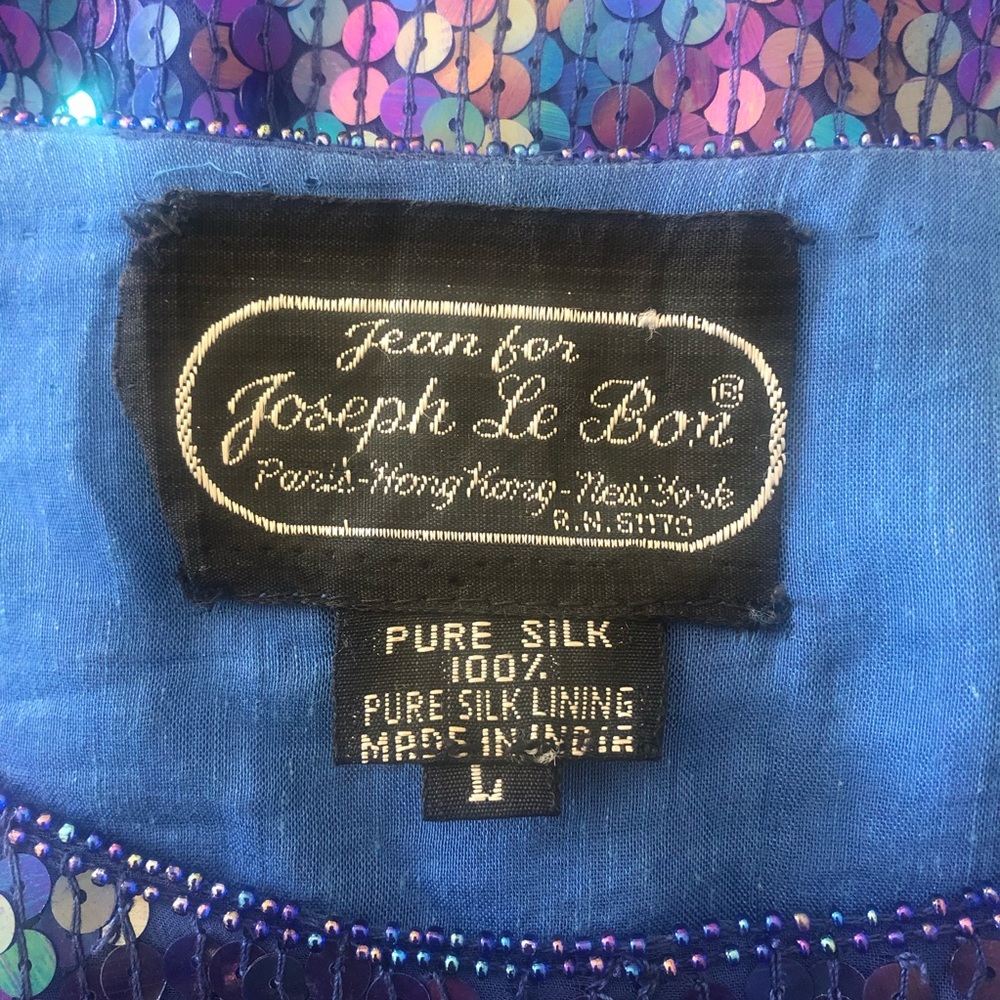 Jean for
Joseph Le Bon®
Paris-Hong Kong-New York
R.N. 51170
PURE SILK
100%
PURE SILK LINING
MADE IN INDIA
L